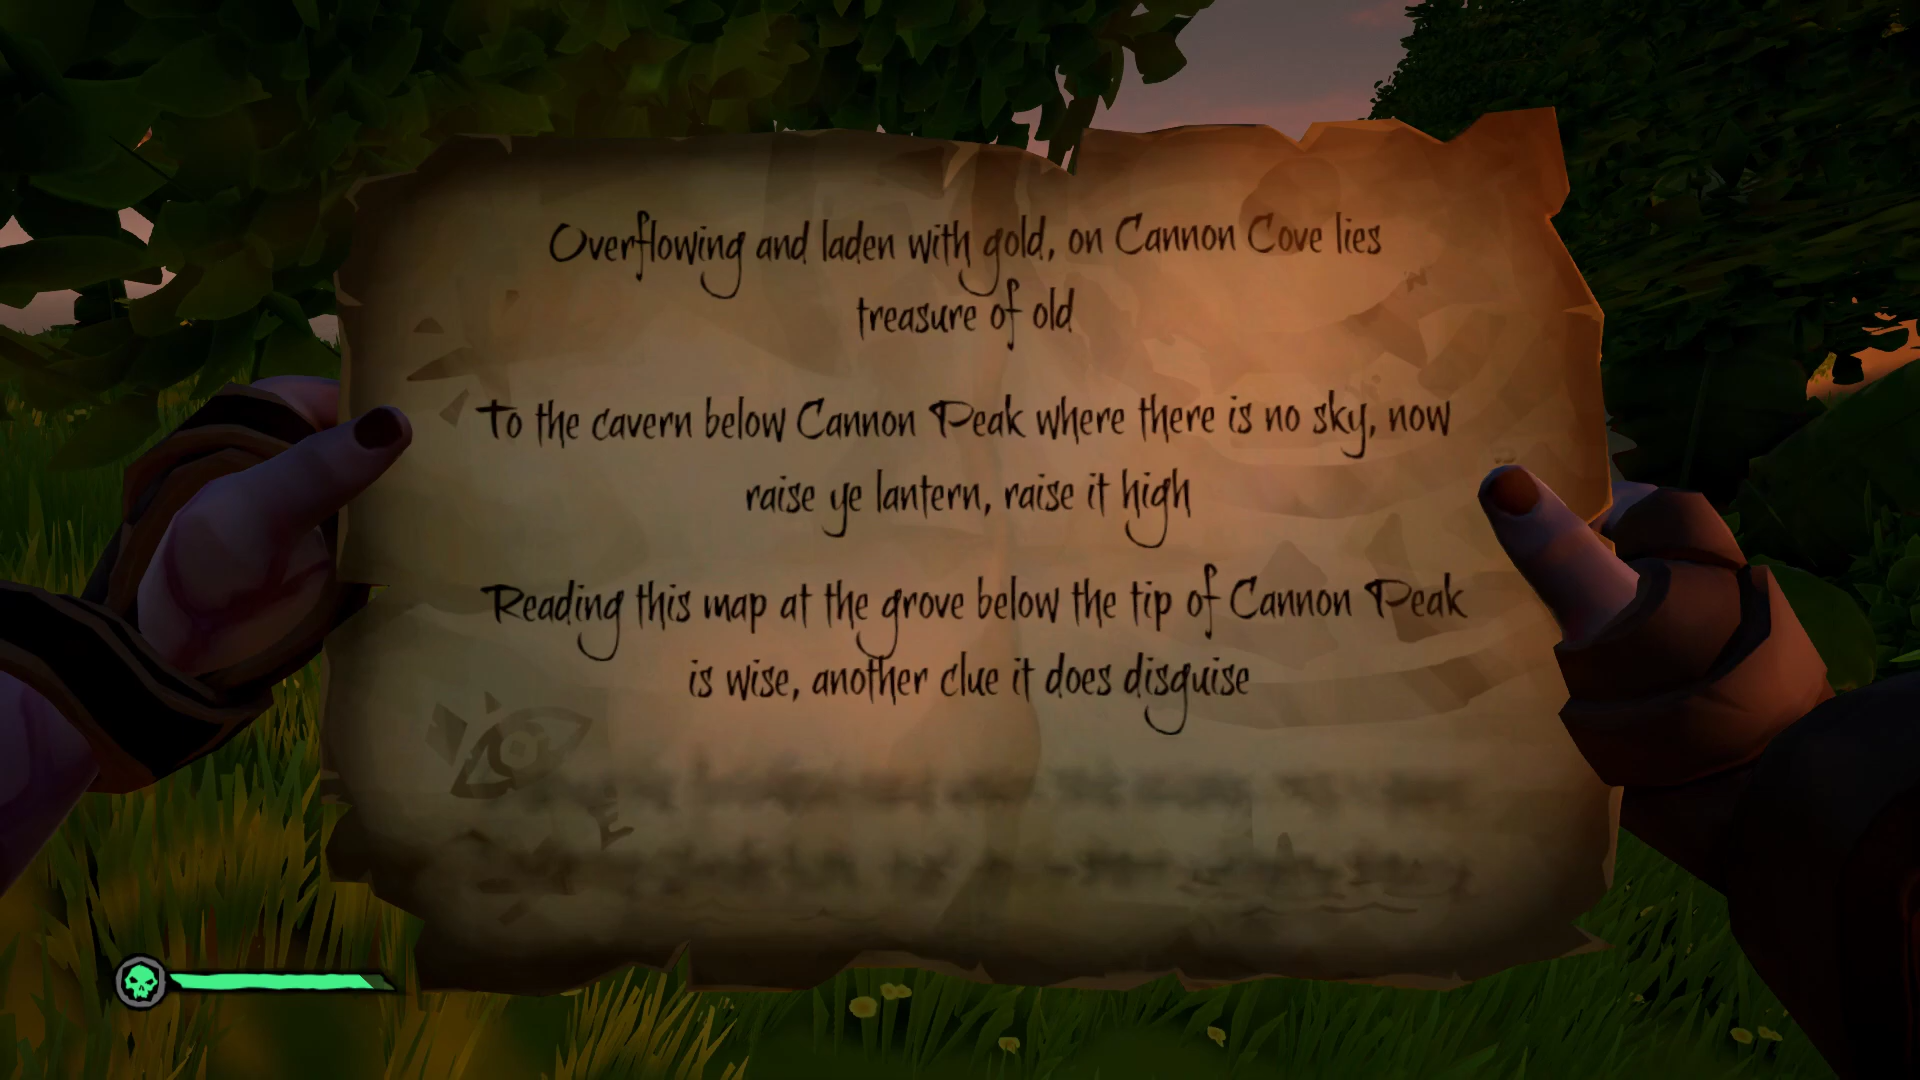 Overflowing and laden with gold, on Cannon Cove lies
treasure of old
To the cavern below Cannon Peak where there is no sky, now
raise ye lantern, raise it high
Reading this map at the grove below the tip of Cannon Peak
is wise, another clue it does disguise